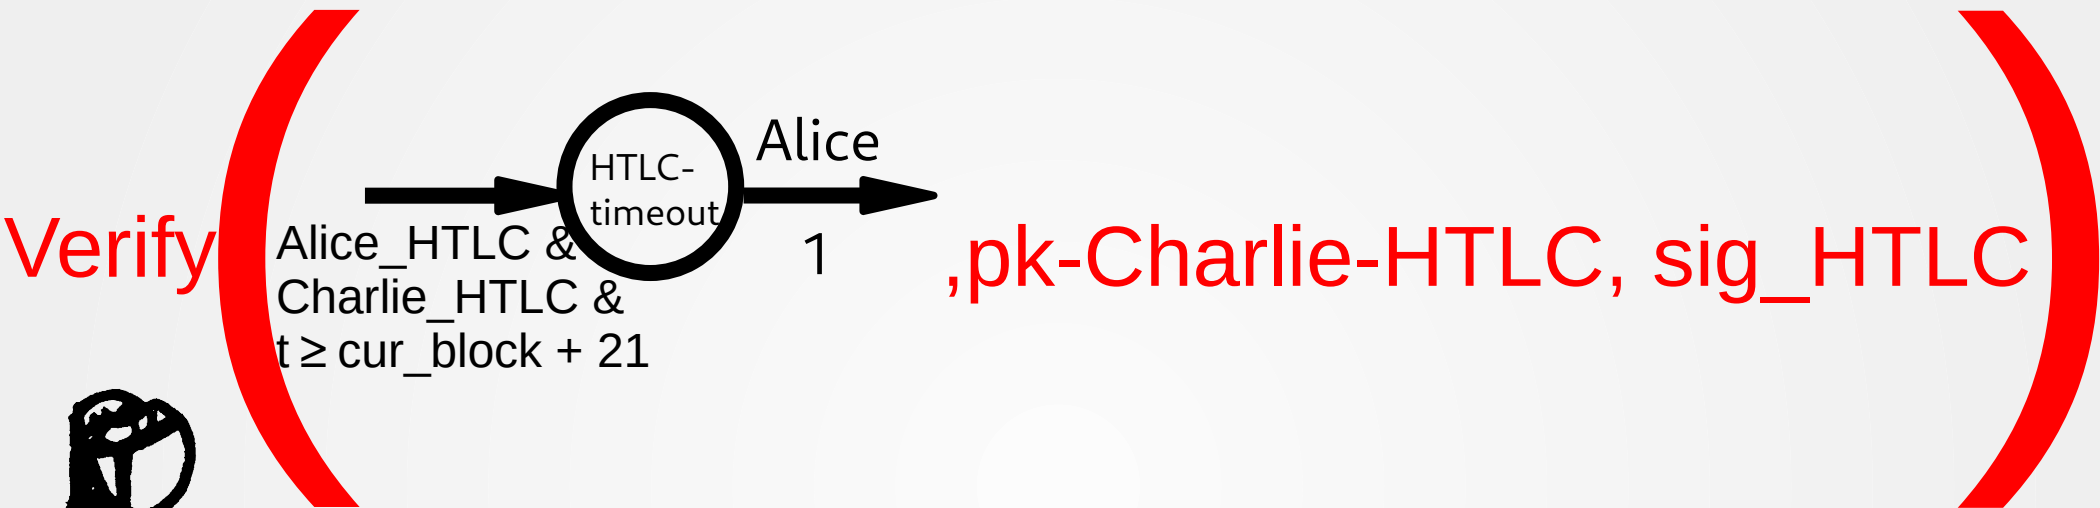 Verify(
Alice_HTLC &
Charlie_HTLC &
t ≥ cur_block + 21
HTLC-
timeout
Alice
1
,pk-Charlie-HTLC, sig_HTLC)